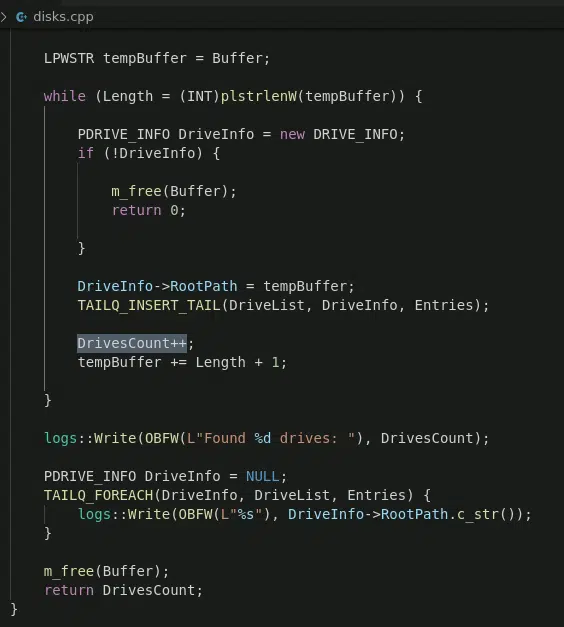 disks.cpp
LPWSTR tempBuffer = Buffer;
while (Length = (INT)plstrlenW(tempBuffer)) {
PDRIVE_INFO DriveInfo = new DRIVE_INFO;
if (!DriveInfo) {
m_free(Buffer);
return 0;
}
DriveInfo->RootPath = tempBuffer;
TAILQ_INSERT_TAIL(DriveList, DriveInfo, Entries);
DrivesCount++;
tempBuffer += Length + 1;
}
logs::Write(OBFW(L"Found %d drives: "), DrivesCount);
PDRIVE_INFO DriveInfo = NULL;
TAILQ_FOREACH(DriveInfo, DriveList, Entries) {
logs::Write(OBFW(L"%s"), DriveInfo->RootPath.c_str());
}
m_free(Buffer);
return DrivesCount;
}